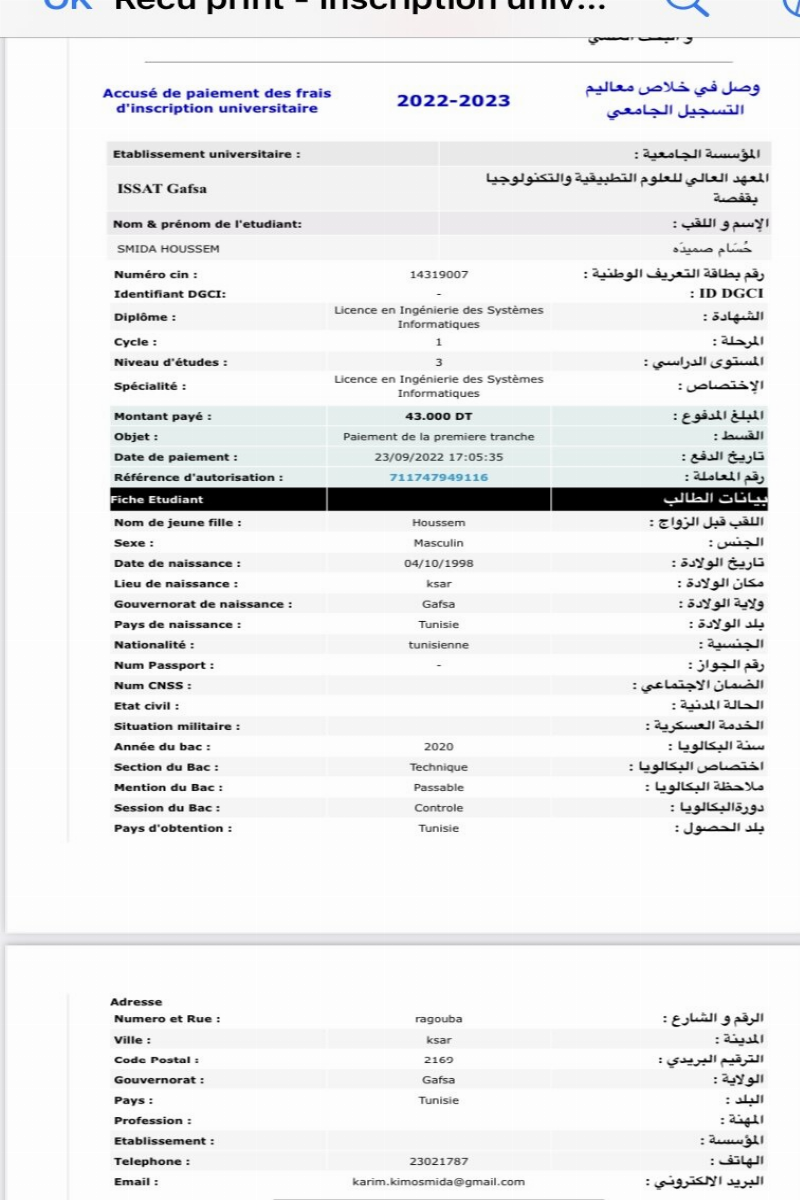 OK Reçu print - Inscription univ...
و البحث العلمي
Accusé de paiement des frais d'inscription universitaire
2022-2023
وصل في خلاص معاليم التسجيل الجامعي
Etablissement universitaire : المؤسسة الجامعية :
ISSAT Gafsa المعهد العالي للعلوم التطبيقية والتكنولوجيا بقفصة
Nom & prénom de l'etudiant: الإسم و اللقب :
SMIDA HOUSSEM حُسَام صميدَه
Numéro cin : 14319007 رقم بطاقة التعريف الوطنية :
Identifiant DGCI: - ID DGCI :
Diplôme : Licence en Ingénierie des Systèmes Informatiques الشهادة :
Cycle : 1 المرحلة :
Niveau d'études : 3 المستوى الدراسي :
Spécialité : Licence en Ingénierie des Systèmes Informatiques الإختصاص :
Montant payé : 43.000 DT المبلغ المدفوع :
Objet : Paiement de la premiere tranche القسط :
Date de paiement : 23/09/2022 17:05:35 تاريخ الدفع :
Référence d'autorisation : 711747949116 رقم المعاملة :
Fiche Etudiant بيانات الطالب
Nom de jeune fille : Houssem اللقب قبل الزواج :
Sexe : Masculin الجنس :
Date de naissance : 04/10/1998 تاريخ الولادة :
Lieu de naissance : ksar مكان الولادة :
Gouvernorat de naissance : Gafsa ولاية الولادة :
Pays de naissance : Tunisie بلد الولادة :
Nationalité : tunisienne الجنسية :
Num Passport : - رقم الجواز :
Num CNSS : الضمان الاجتماعي :
Etat civil : الحالة المدنية :
Situation militaire : الخدمة العسكرية :
Année du bac : 2020 سنة البكالويا :
Section du Bac : Technique اختصاص البكالويا :
Mention du Bac : Passable ملاحظة البكالويا :
Session du Bac : Controle دورةالبكالويا :
Pays d'obtention : Tunisie بلد الحصول :
Adresse
Numero et Rue : ragouba الرقم و الشارع :
Ville : ksar المدينة :
Code Postal : 2169 الترقيم البريدي :
Gouvernorat : Gafsa الولاية :
Pays : Tunisie البلد :
Profession : المهنة :
Etablissement : المؤسسة :
Telephone : 23021787 الهاتف :
Email : karim.kimosmida@gmail.com البريد الالكتروني :